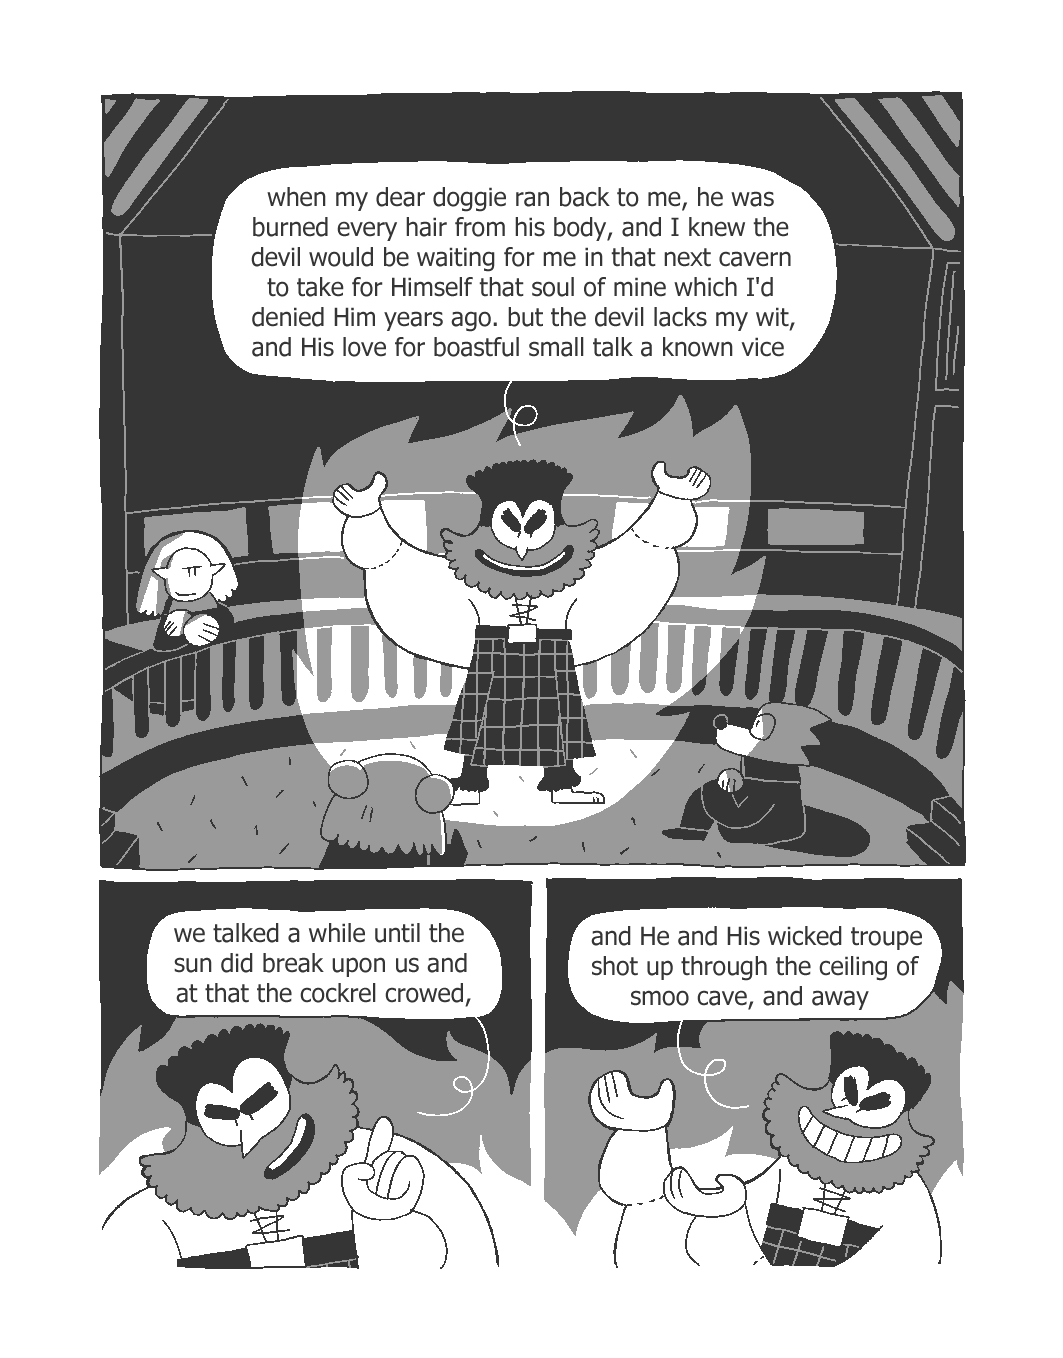 when my dear doggie ran back to me, he was
burned every hair from his body, and I knew the
devil would be waiting for me in that next cavern
to take for Himself that soul of mine which I'd
denied Him years ago. but the devil lacks my wit,
and His love for boastful small talk a known vice
we talked a while until the
sun did break upon us and
at that the cockrel crowed,
and He and His wicked troupe
shot up through the ceiling of
smoo cave, and away